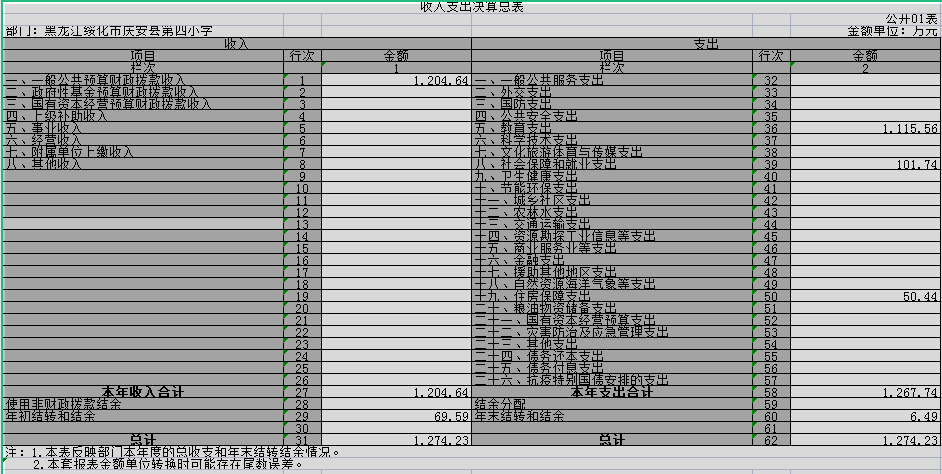 收入支出决算总表
公开01表
部门：黑龙江绥化市庆安县第四小学 金额单位：万元
收入 支出
项目 行次 金额 项目 行次 金额
栏次 1 栏次 2
一、一般公共预算财政拨款收入 1 1,204.64 一、一般公共服务支出 32
二、政府性基金预算财政拨款收入 2 二、外交支出 33
三、国有资本经营预算财政拨款收入 3 三、国防支出 34
四、上级补助收入 4 四、公共安全支出 35
五、事业收入 5 五、教育支出 36 1,115.56
六、经营收入 6 六、科学技术支出 37
七、附属单位上缴收入 7 七、文化旅游体育与传媒支出 38
八、其他收入 8 八、社会保障和就业支出 39 101.74
9 九、卫生健康支出 40
10 十、节能环保支出 41
11 十一、城乡社区支出 42
12 十二、农林水支出 43
13 十三、交通运输支出 44
14 十四、资源勘探工业信息等支出 45
15 十五、商业服务业等支出 46
16 十六、金融支出 47
17 十七、援助其他地区支出 48
18 十八、自然资源海洋气象等支出 49
19 十九、住房保障支出 50 50.44
20 二十、粮油物资储备支出 51
21 二十一、国有资本经营预算支出 52
22 二十二、灾害防治及应急管理支出 53
23 二十三、其他支出 54
24 二十四、债务还本支出 55
25 二十五、债务付息支出 56
26 二十六、抗疫特别国债安排的支出 57
本年收入合计 27 1,204.64 本年支出合计 58 1,267.74
使用非财政拨款结余 28 结余分配 59
年初结转和结余 29 69.59 年末结转和结余 60 6.49
30 61
总计 31 1,274.23 总计 62 1,274.23
注：1.本表反映部门本年度的总收支和年末结转结余情况。
2.本套报表金额单位转换时可能存在尾数误差。